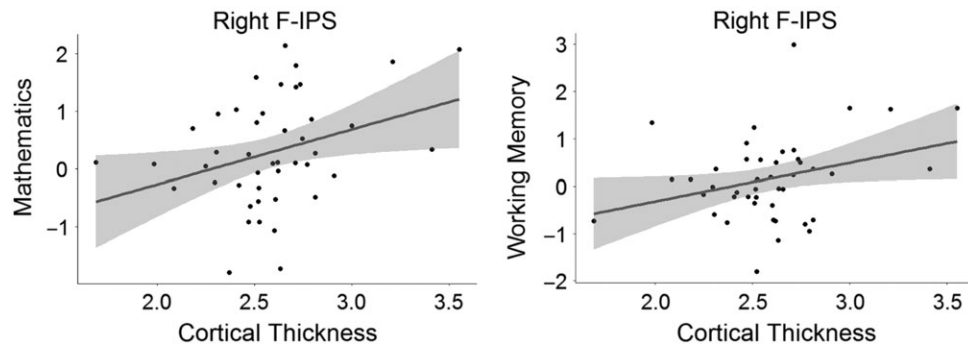 Right F-IPS
2
1
0
−1
Mathematics
2.0 2.5 3.0 3.5
Cortical Thickness
Right F-IPS
3
2
1
0
−1
−2
Working Memory
2.0 2.5 3.0 3.5
Cortical Thickness